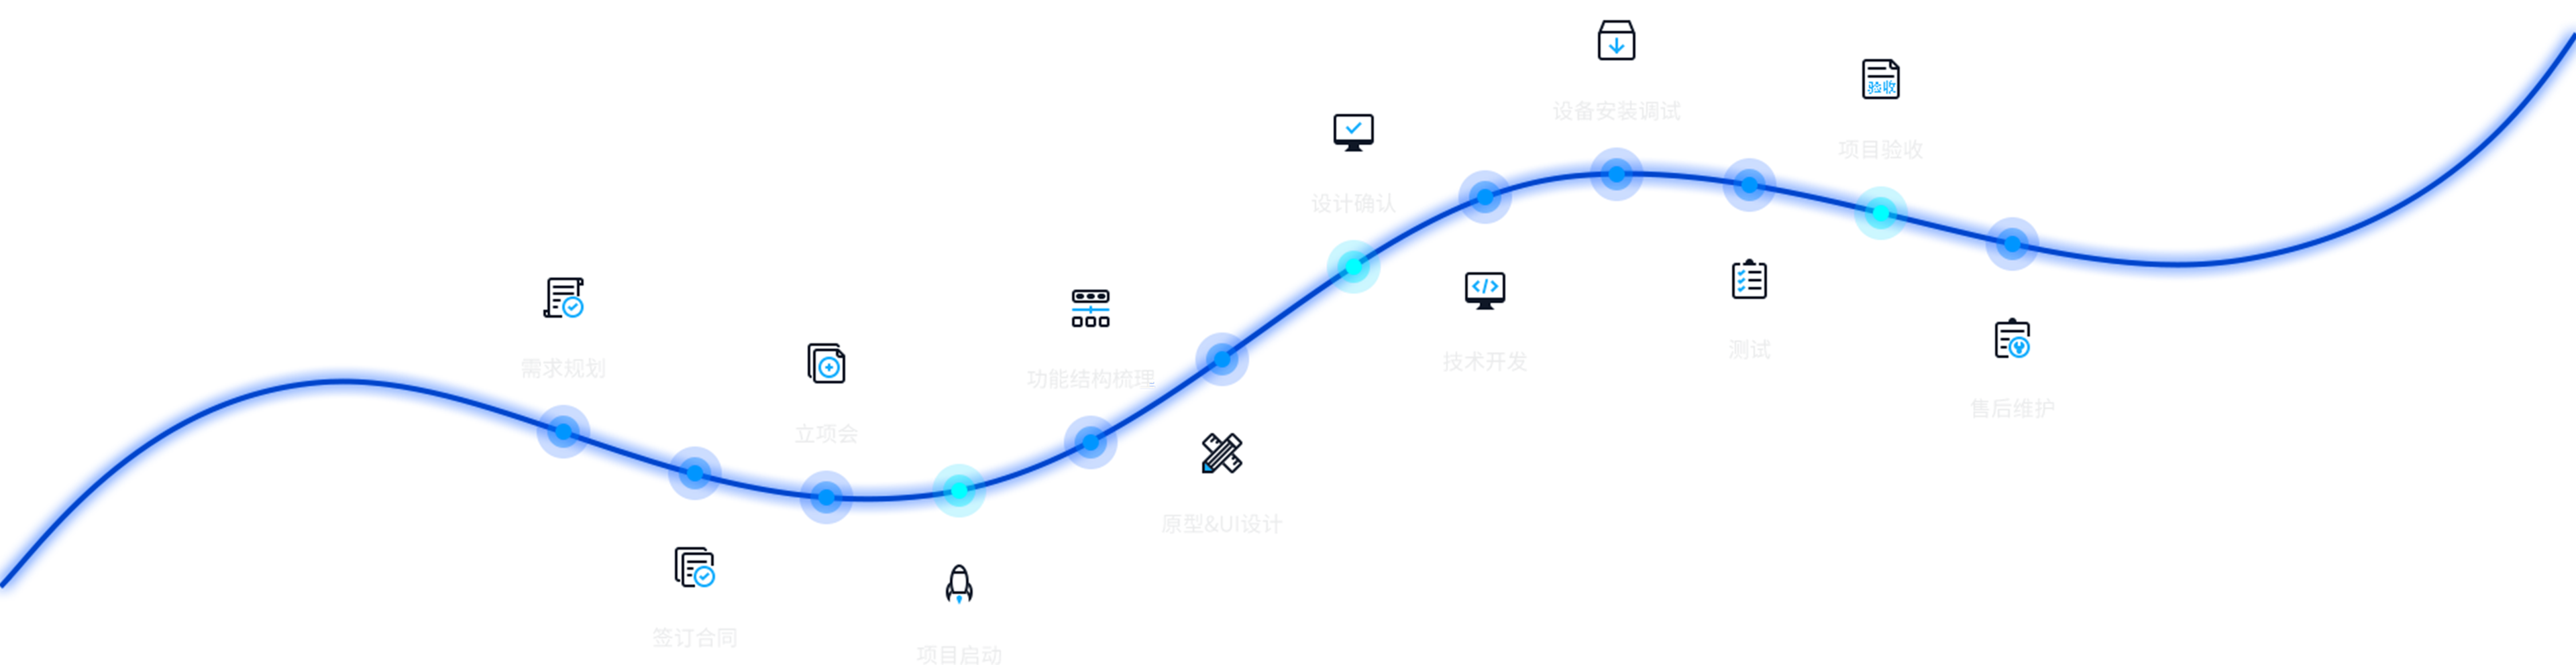 需求规划
签订合同
立项会
项目启动
功能结构梳理
原型&UI设计
设计确认
技术开发
设备安装调试
测试
验收
项目验收
售后维护